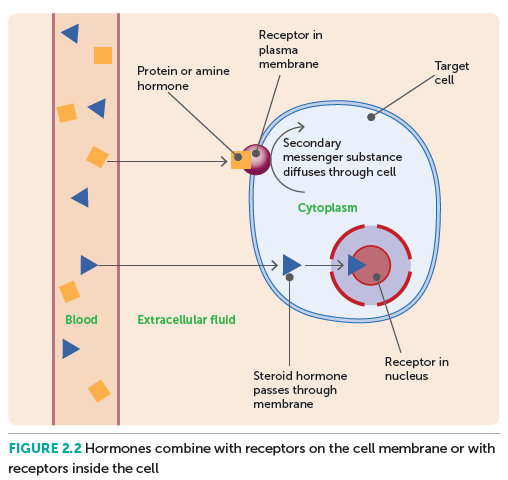 Receptor in
plasma
membrane
Protein or amine
hormone
Target
cell
Secondary
messenger substance
diffuses through cell
Cytoplasm
Blood
Extracellular fluid
Steroid hormone
passes through
membrane
Receptor in
nucleus
FIGURE 2.2 Hormones combine with receptors on the cell membrane or with
receptors inside the cell